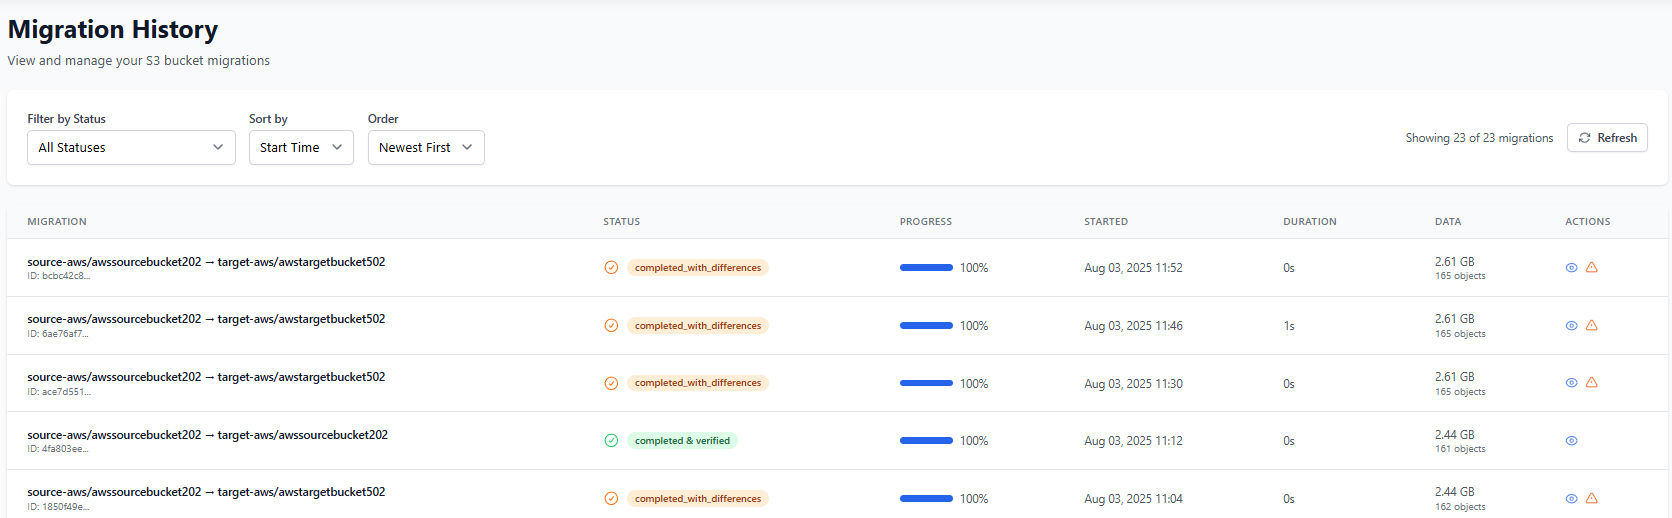 Migration History
View and manage your S3 bucket migrations
Filter by Status Sort by Order
All Statuses Start Time Newest First Showing 23 of 23 migrations Refresh
MIGRATION STATUS PROGRESS STARTED DURATION DATA ACTIONS
source-aws/awssourcebucket202 → target-aws/awstargetbucket502 completed_with_differences 100% Aug 03, 2025 11:52 0s 2.61 GB
ID: bcbc42c8... 165 objects
source-aws/awssourcebucket202 → target-aws/awstargetbucket502 completed_with_differences 100% Aug 03, 2025 11:46 1s 2.61 GB
ID: 6ae76af7... 165 objects
source-aws/awssourcebucket202 → target-aws/awstargetbucket502 completed_with_differences 100% Aug 03, 2025 11:30 0s 2.61 GB
ID: ace7d551... 165 objects
source-aws/awssourcebucket202 → target-aws/awssourcebucket202 completed & verified 100% Aug 03, 2025 11:12 0s 2.44 GB
ID: 4fa803ee... 161 objects
source-aws/awssourcebucket202 → target-aws/awstargetbucket502 completed_with_differences 100% Aug 03, 2025 11:04 0s 2.44 GB
ID: 1850f49e... 162 objects